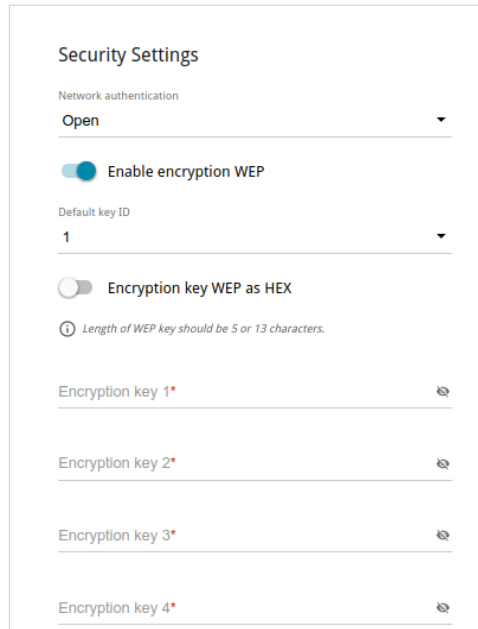 Security Settings
Network authentication
Open
Enable encryption WEP
Default key ID
1
Encryption key WEP as HEX
Length of WEP key should be 5 or 13 characters.
Encryption key 1*
Encryption key 2*
Encryption key 3*
Encryption key 4*